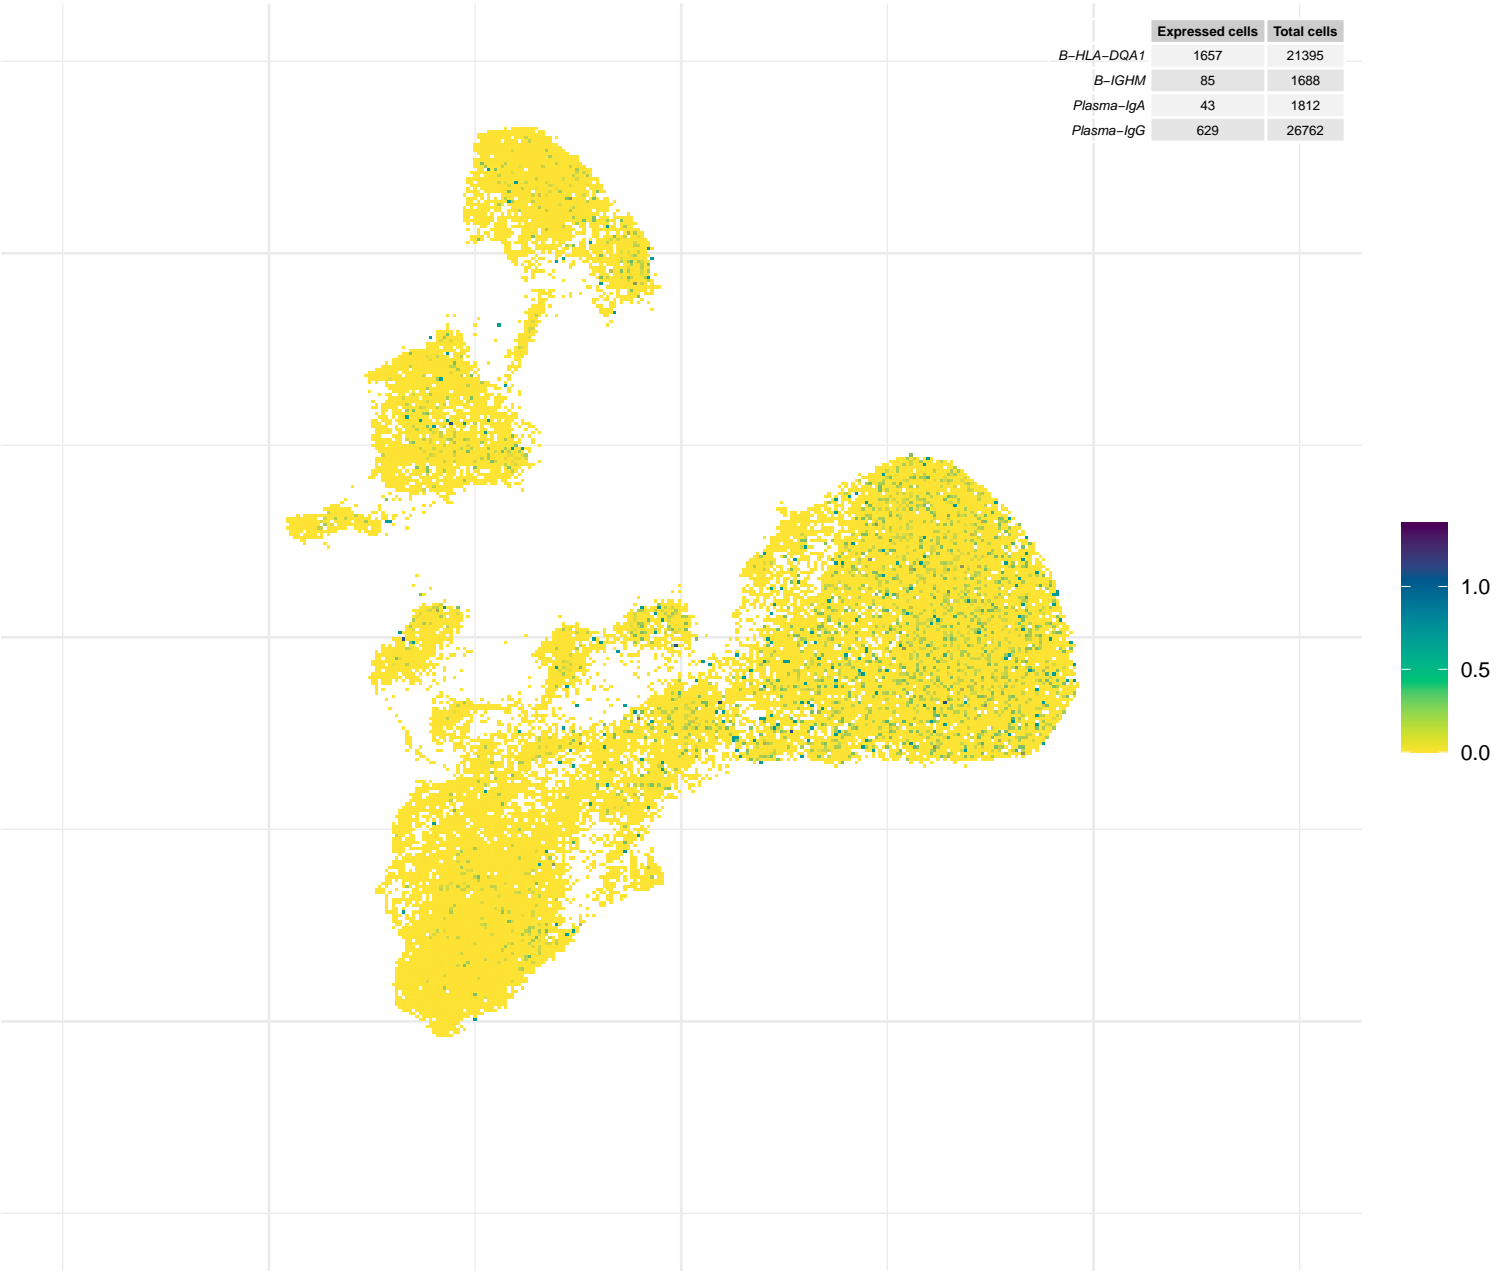 Expressed cells Total cells
B−HLA−DQA1 1657 21395
B−IGHM 85 1688
Plasma−IgA 43 1812
Plasma−IgG 629 26762
1.0
0.5
0.0